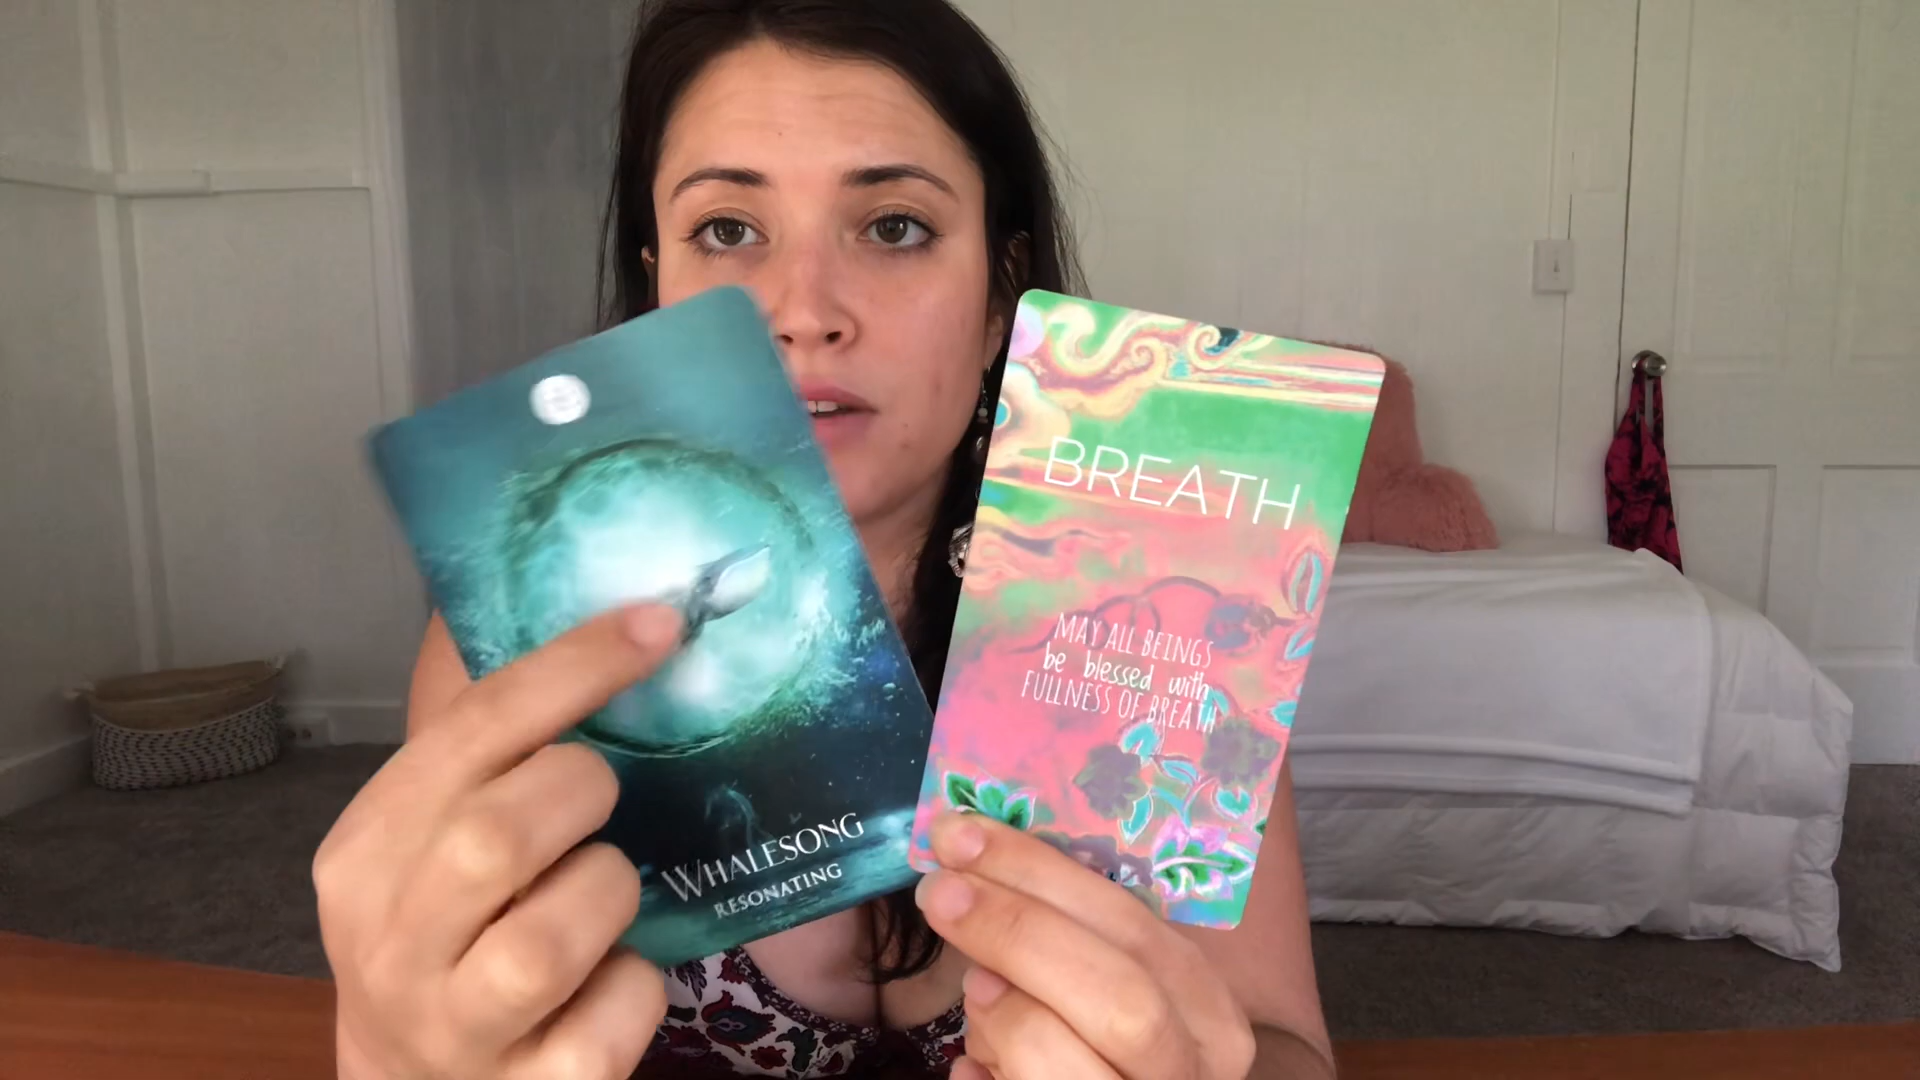 WHALESONG
RESONATING
BREATH
MAY ALL BEINGS
be blessed with
FULLNESS OF BREATH